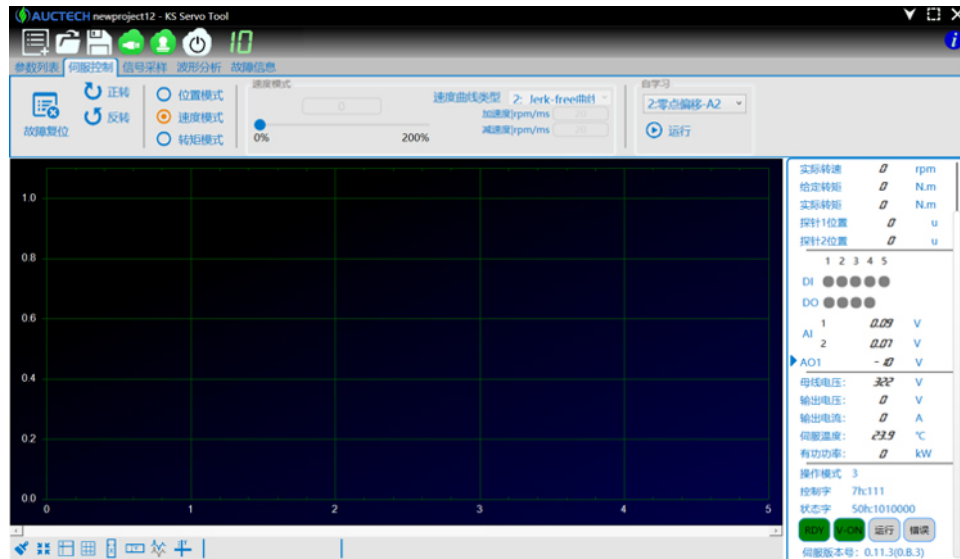 AUCTECH newproject12 - KS Servo Tool
10
i
参数列表 伺服控制 信号采样 波形分析 故障信息
故障复位
正转
反转
位置模式
速度模式
转矩模式
速度模式
0
0% 200%
速度曲线类型 2: Jerk-free曲线
加速度|rpm/ms 20
减速度|rpm/ms 20
自学习
2:零点偏移-A2
运行
1.0
0.8
0.6
0.4
0.2
0.0
0 1 2 3 4 5
实际转速 0 rpm
给定转矩 0 N.m
实际转矩 0 N.m
探针1位置 0 u
探针2位置 0 u
1 2 3 4 5
DI
DO
AI
1 0.09 V
2 0.07 V
AO1 -10 V
母线电压: 322 V
输出电压: 0 V
输出电流: 0 A
伺服温度: 23.9 ℃
有功功率: 0 kW
操作模式 3
控制字 7h:111
状态字 50h:1010000
RDY V-ON 运行 错误
伺服版本号: 0.11.3(0.B.3)